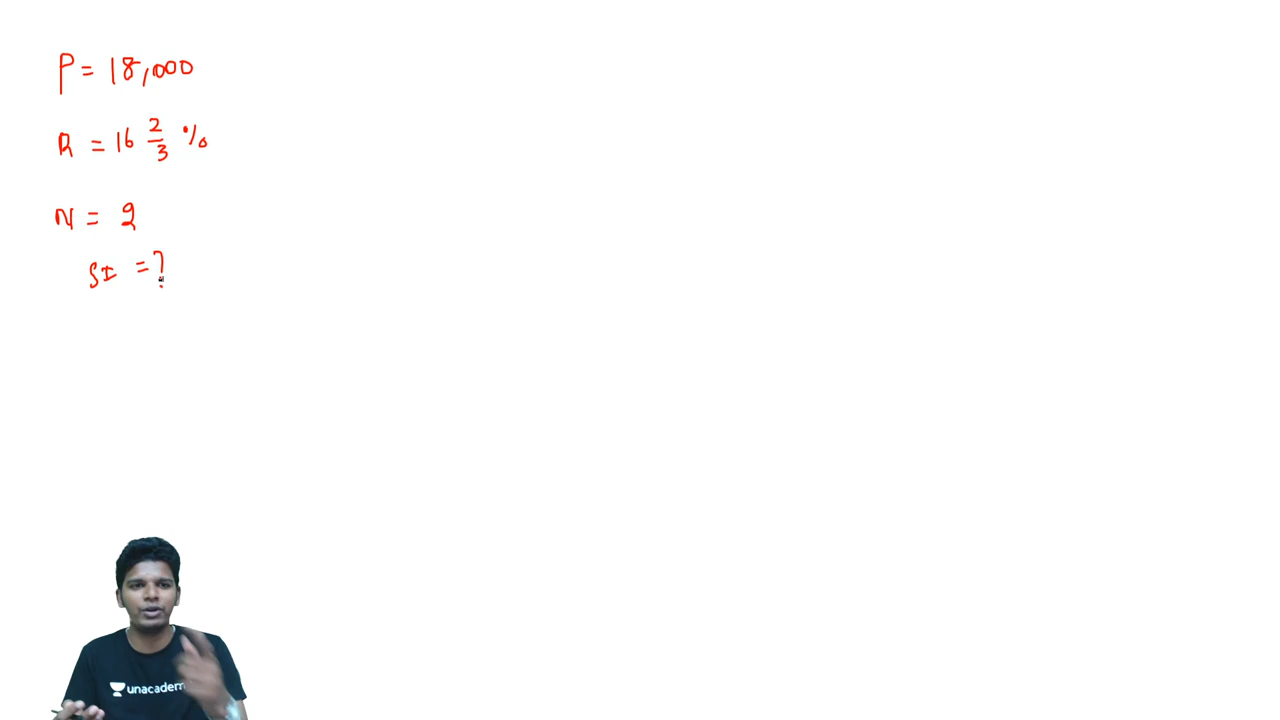 P = 18,000
R = 16 2/3 %
N = 2
SI = ?
unacadem